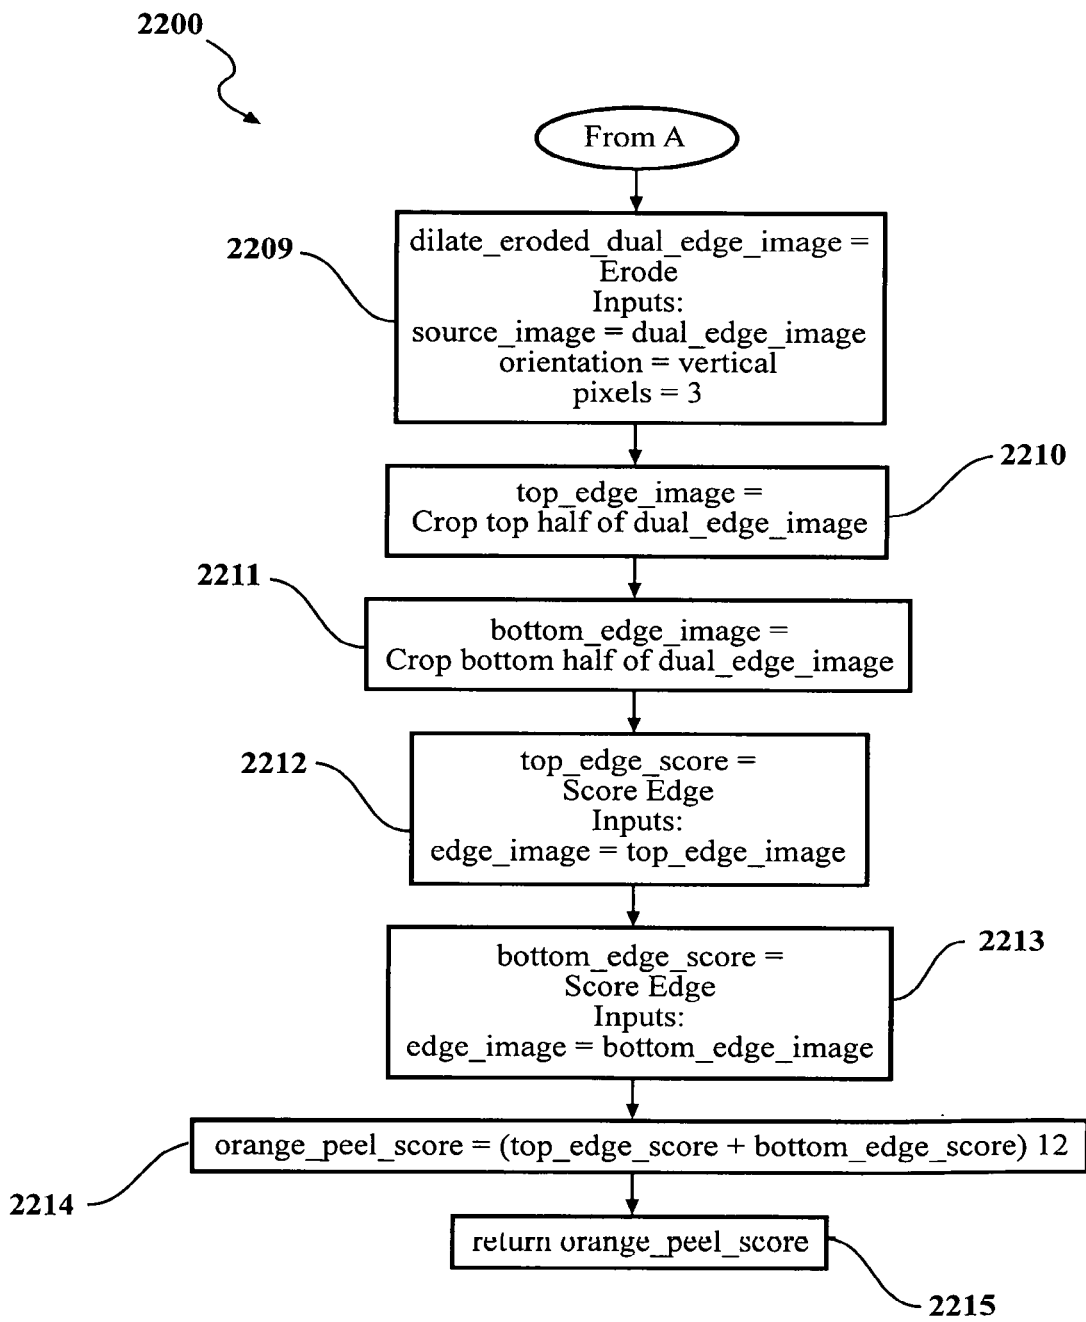 2200
From A
2209
dilate_eroded_dual_edge_image =
Erode
Inputs:
source_image = dual_edge_image
orientation = vertical
pixels = 3
2210
top_edge_image =
Crop top half of dual_edge_image
2211
bottom_edge_image =
Crop bottom half of dual_edge_image
2212
top_edge_score =
Score Edge
Inputs:
edge_image = top_edge_image
2213
bottom_edge_score =
Score Edge
Inputs:
edge_image = bottom_edge_image
orange_peel_score = (top_edge_score + bottom_edge_score) 12
2214
return orange_peel_score
2215